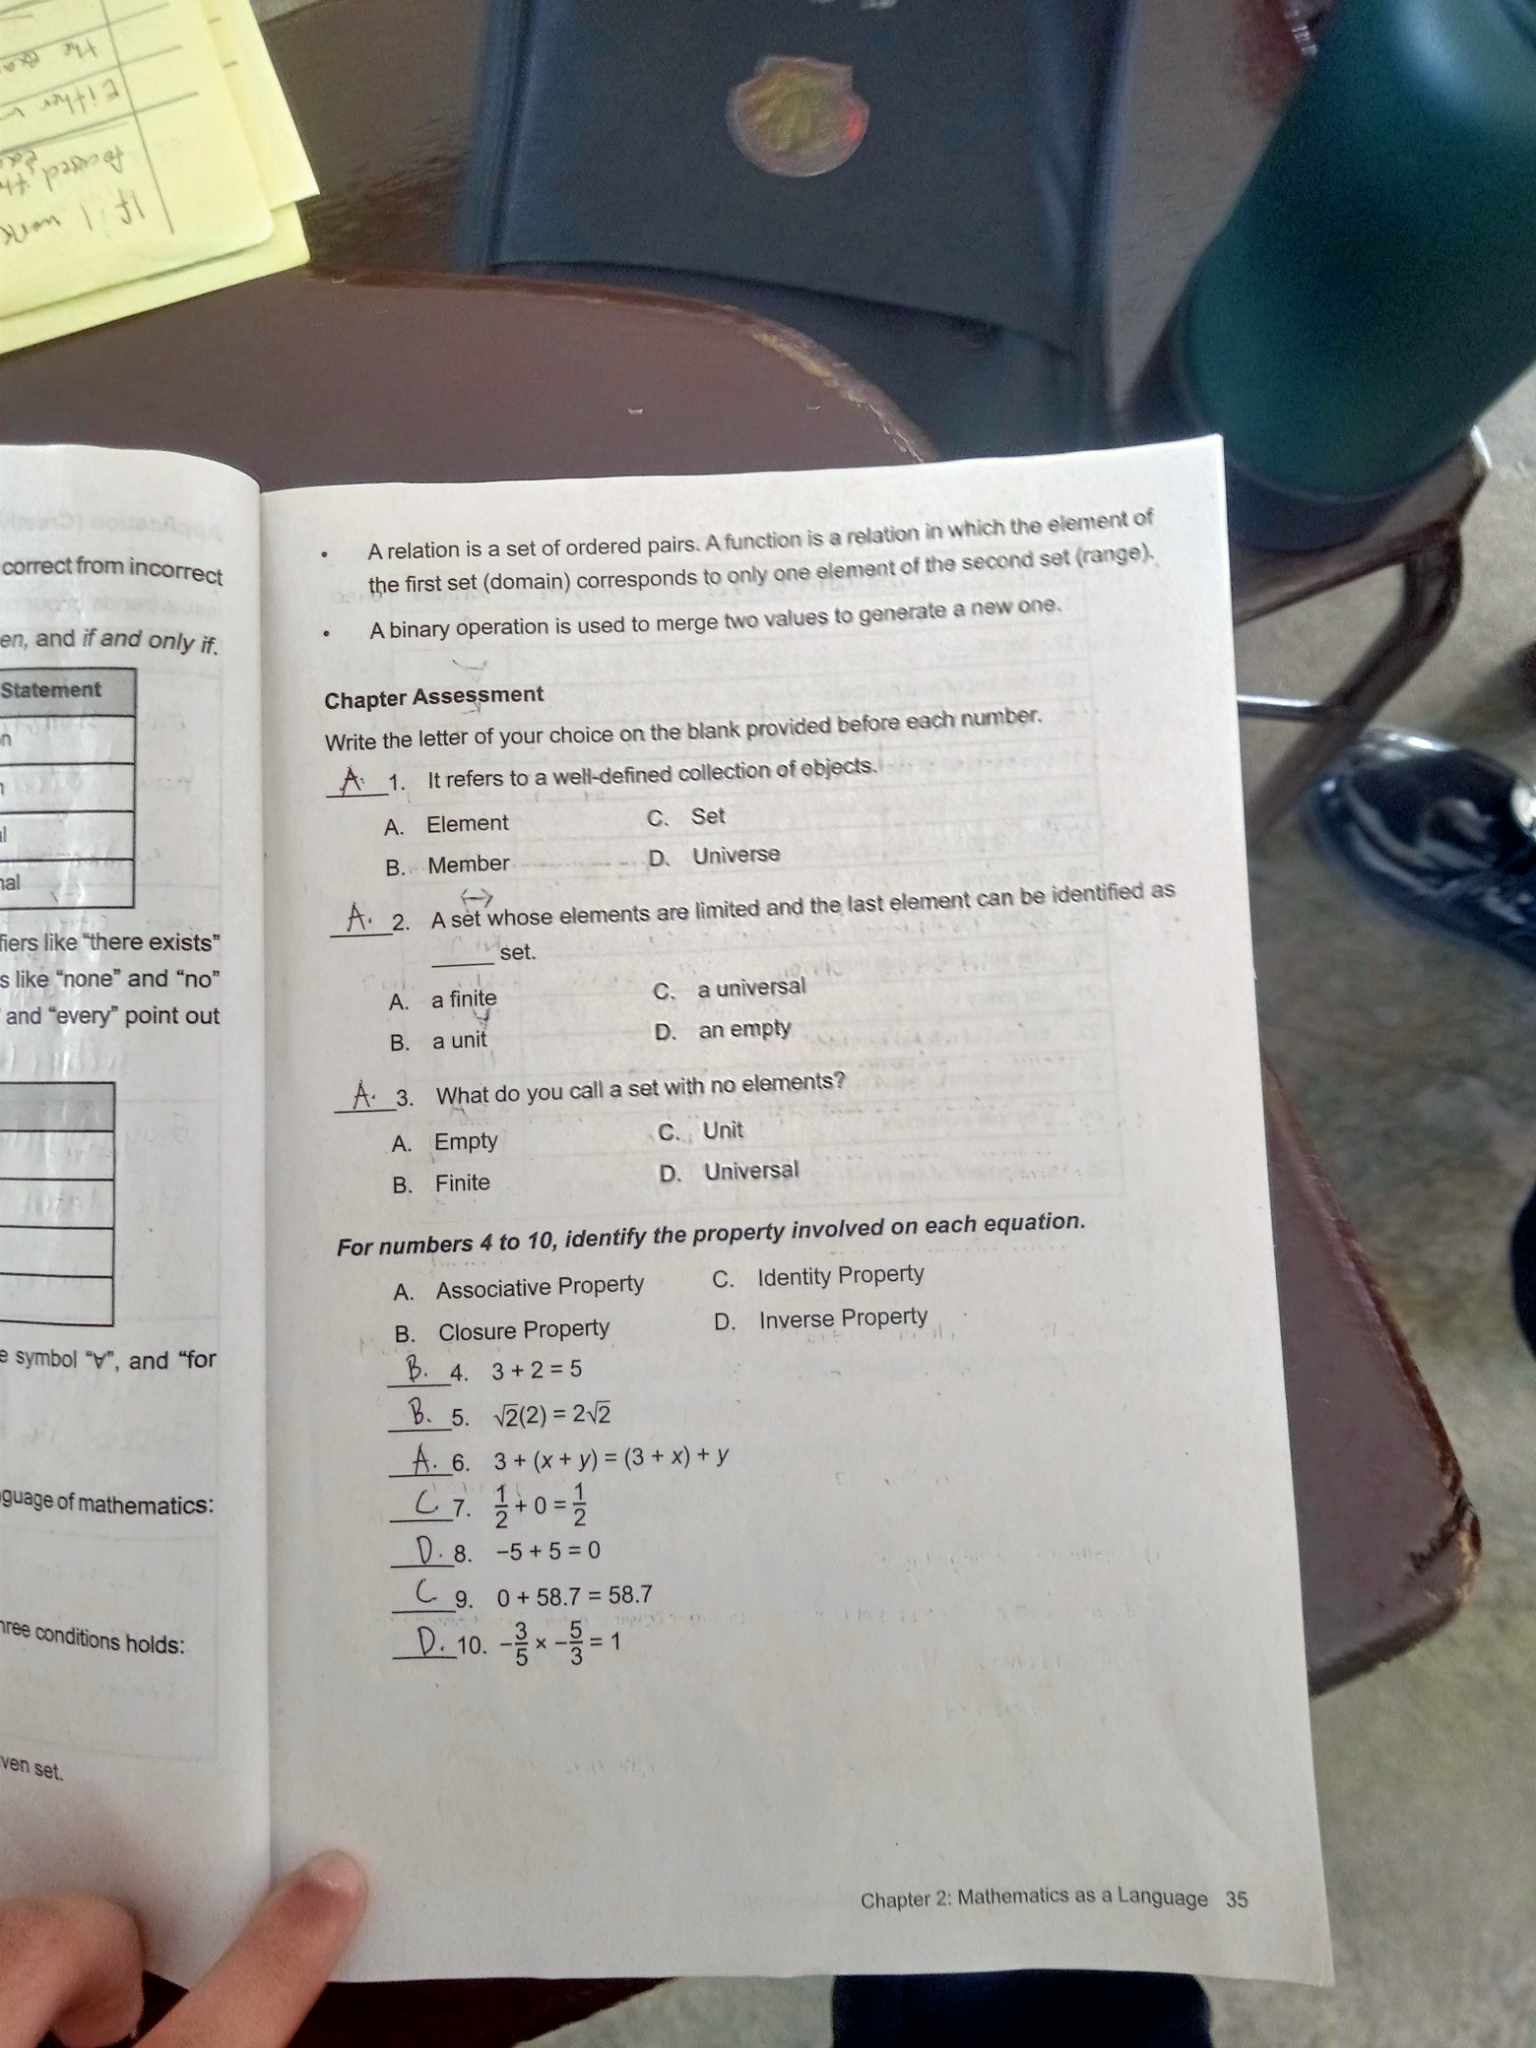 the
Either
focused
If I work
correct from incorrect
en, and if and only if.
Statement
n
al
nal
fiers like "there exists"
s like "none" and "no"
and "every" point out
e symbol "∀", and "for
guage of mathematics:
hree conditions holds:
ven set.
• A relation is a set of ordered pairs. A function is a relation in which the element of
the first set (domain) corresponds to only one element of the second set (range).
• A binary operation is used to merge two values to generate a new one.
Chapter Assessment
Write the letter of your choice on the blank provided before each number.
A. 1. It refers to a well-defined collection of objects.
A. Element C. Set
B. Member D. Universe
A. 2. A set whose elements are limited and the last element can be identified as
_____ set.
A. a finite C. a universal
B. a unit D. an empty
A. 3. What do you call a set with no elements?
A. Empty C. Unit
B. Finite D. Universal
For numbers 4 to 10, identify the property involved on each equation.
A. Associative Property C. Identity Property
B. Closure Property D. Inverse Property
B. 4. 3 + 2 = 5
B. 5. √2(2) = 2√2
A. 6. 3 + (x + y) = (3 + x) + y
C 7. 1/2 + 0 = 1/2
D. 8. −5 + 5 = 0
C 9. 0 + 58.7 = 58.7
D. 10. −3/5 × −5/3 = 1
Chapter 2: Mathematics as a Language 35